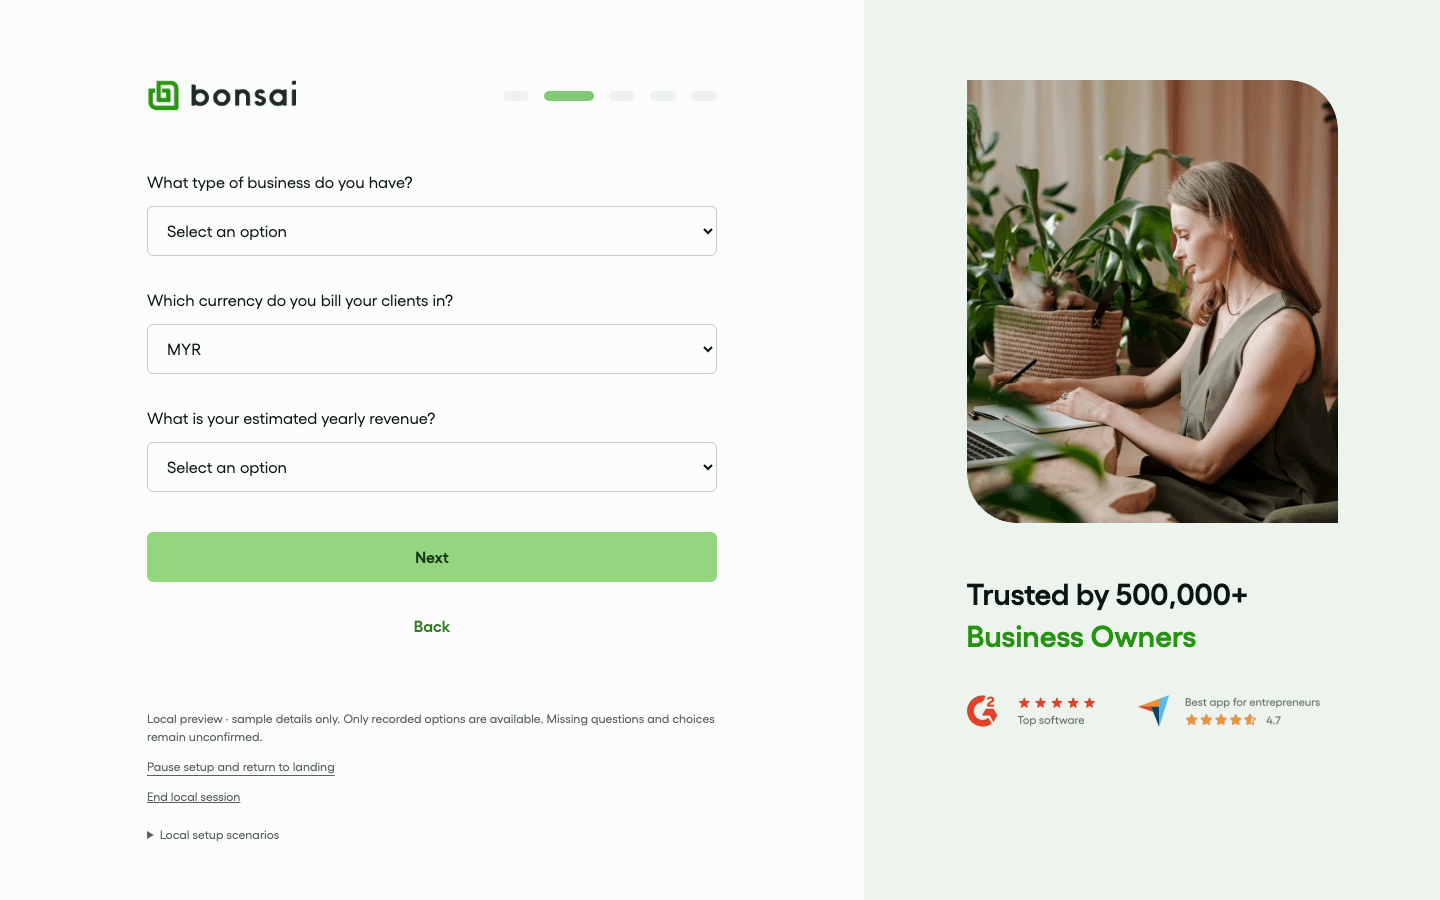 bonsai
What type of business do you have?
Select an option
Which currency do you bill your clients in?
MYR
What is your estimated yearly revenue?
Select an option
Next
Back
Local preview · sample details only. Only recorded options are available. Missing questions and choices
remain unconfirmed.
Pause setup and return to landing
End local session
Local setup scenarios
Trusted by 500,000+
Business Owners
G2
Top software
Best app for entrepreneurs
4.7